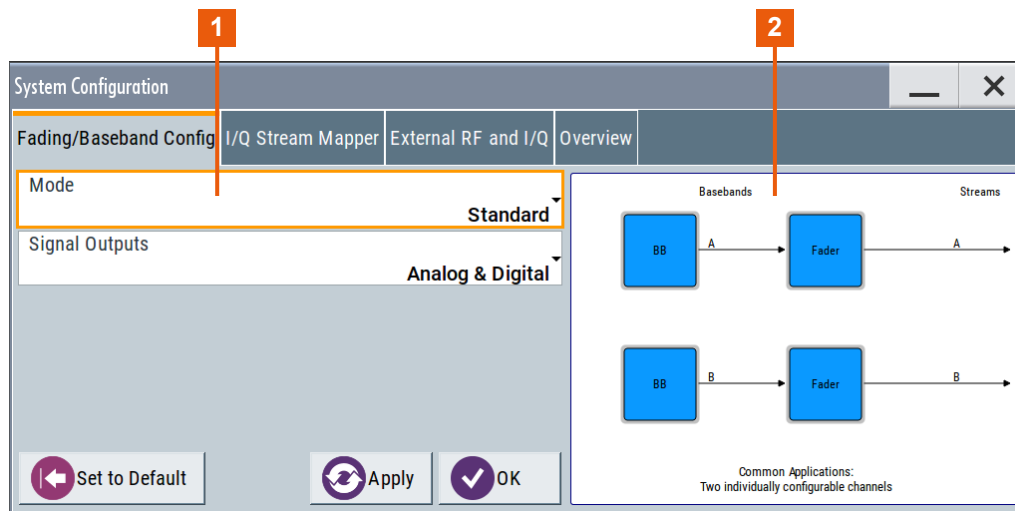 1
2
System Configuration
Fading/Baseband Config
I/Q Stream Mapper
External RF and I/Q
Overview
Mode
Standard
Signal Outputs
Analog & Digital
Set to Default
Apply
OK
Basebands
Streams
BB
A
Fader
A
BB
B
Fader
B
Common Applications:
Two individually configurable channels